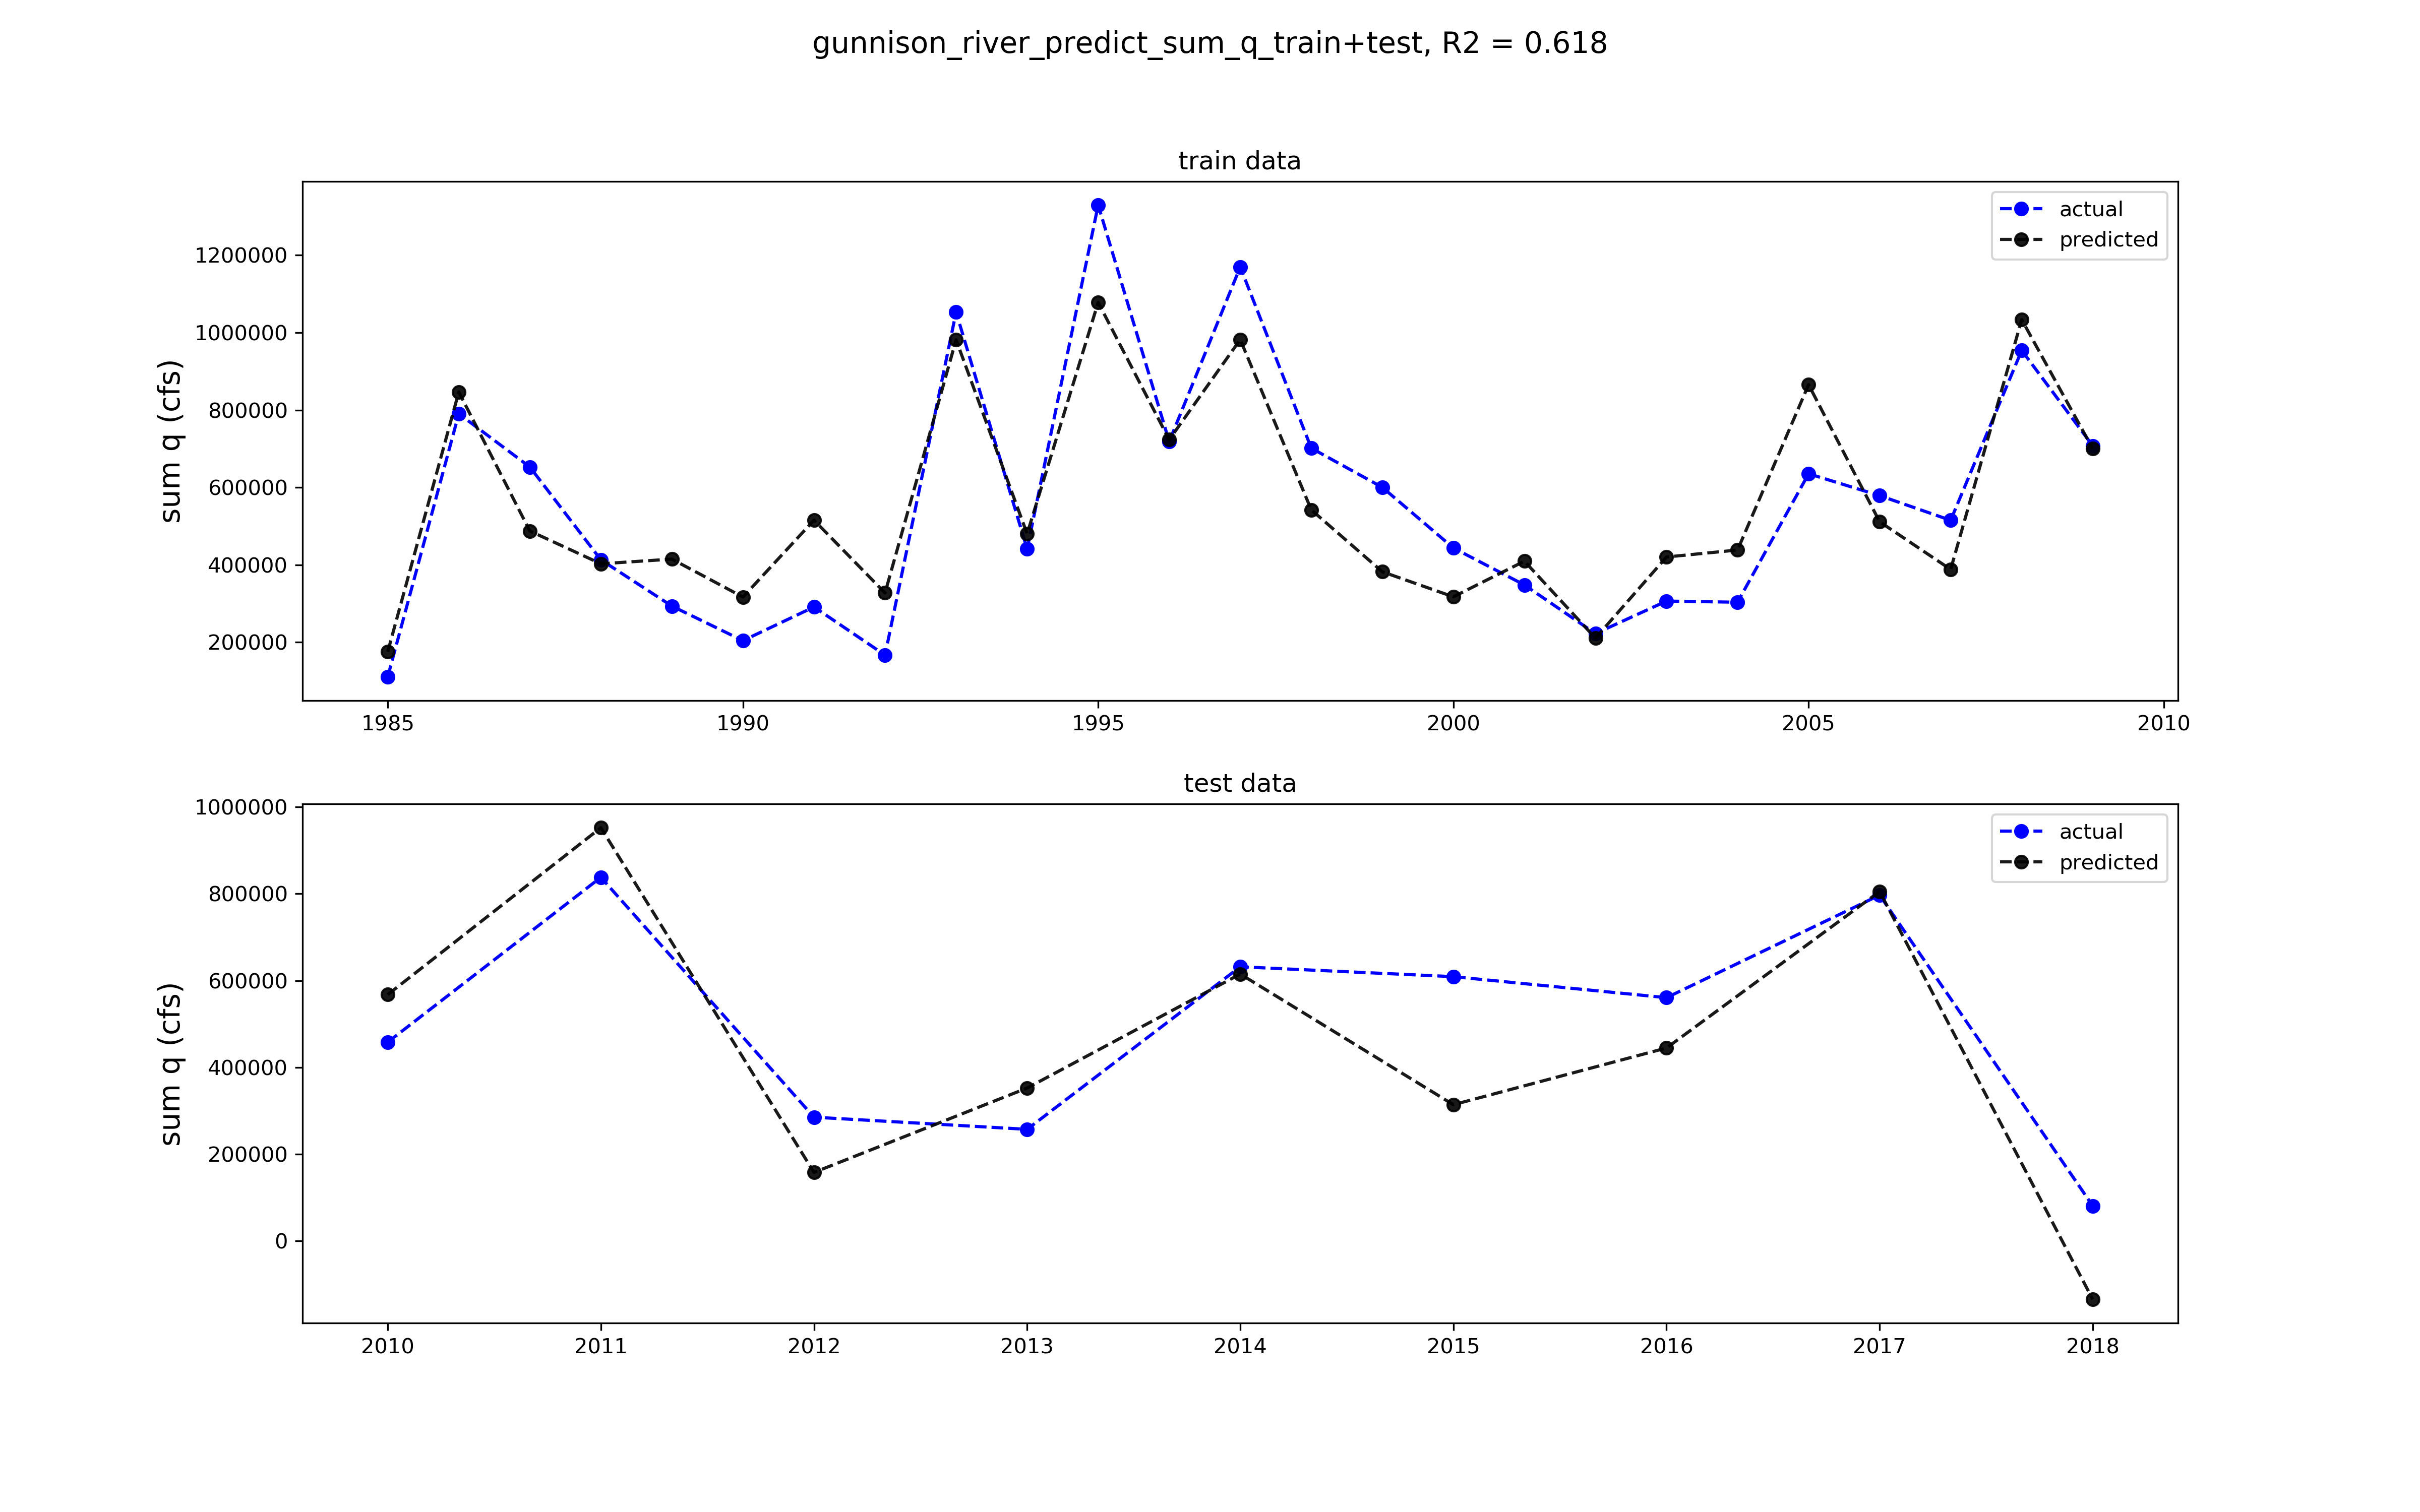 gunnison_river_predict_sum_q_train+test, R2 = 0.618
train data
actual
predicted
sum q (cfs)
1200000
1000000
800000
600000
400000
200000
1985 1990 1995 2000 2005 2010
test data
actual
predicted
sum q (cfs)
1000000
800000
600000
400000
200000
0
2010 2011 2012 2013 2014 2015 2016 2017 2018